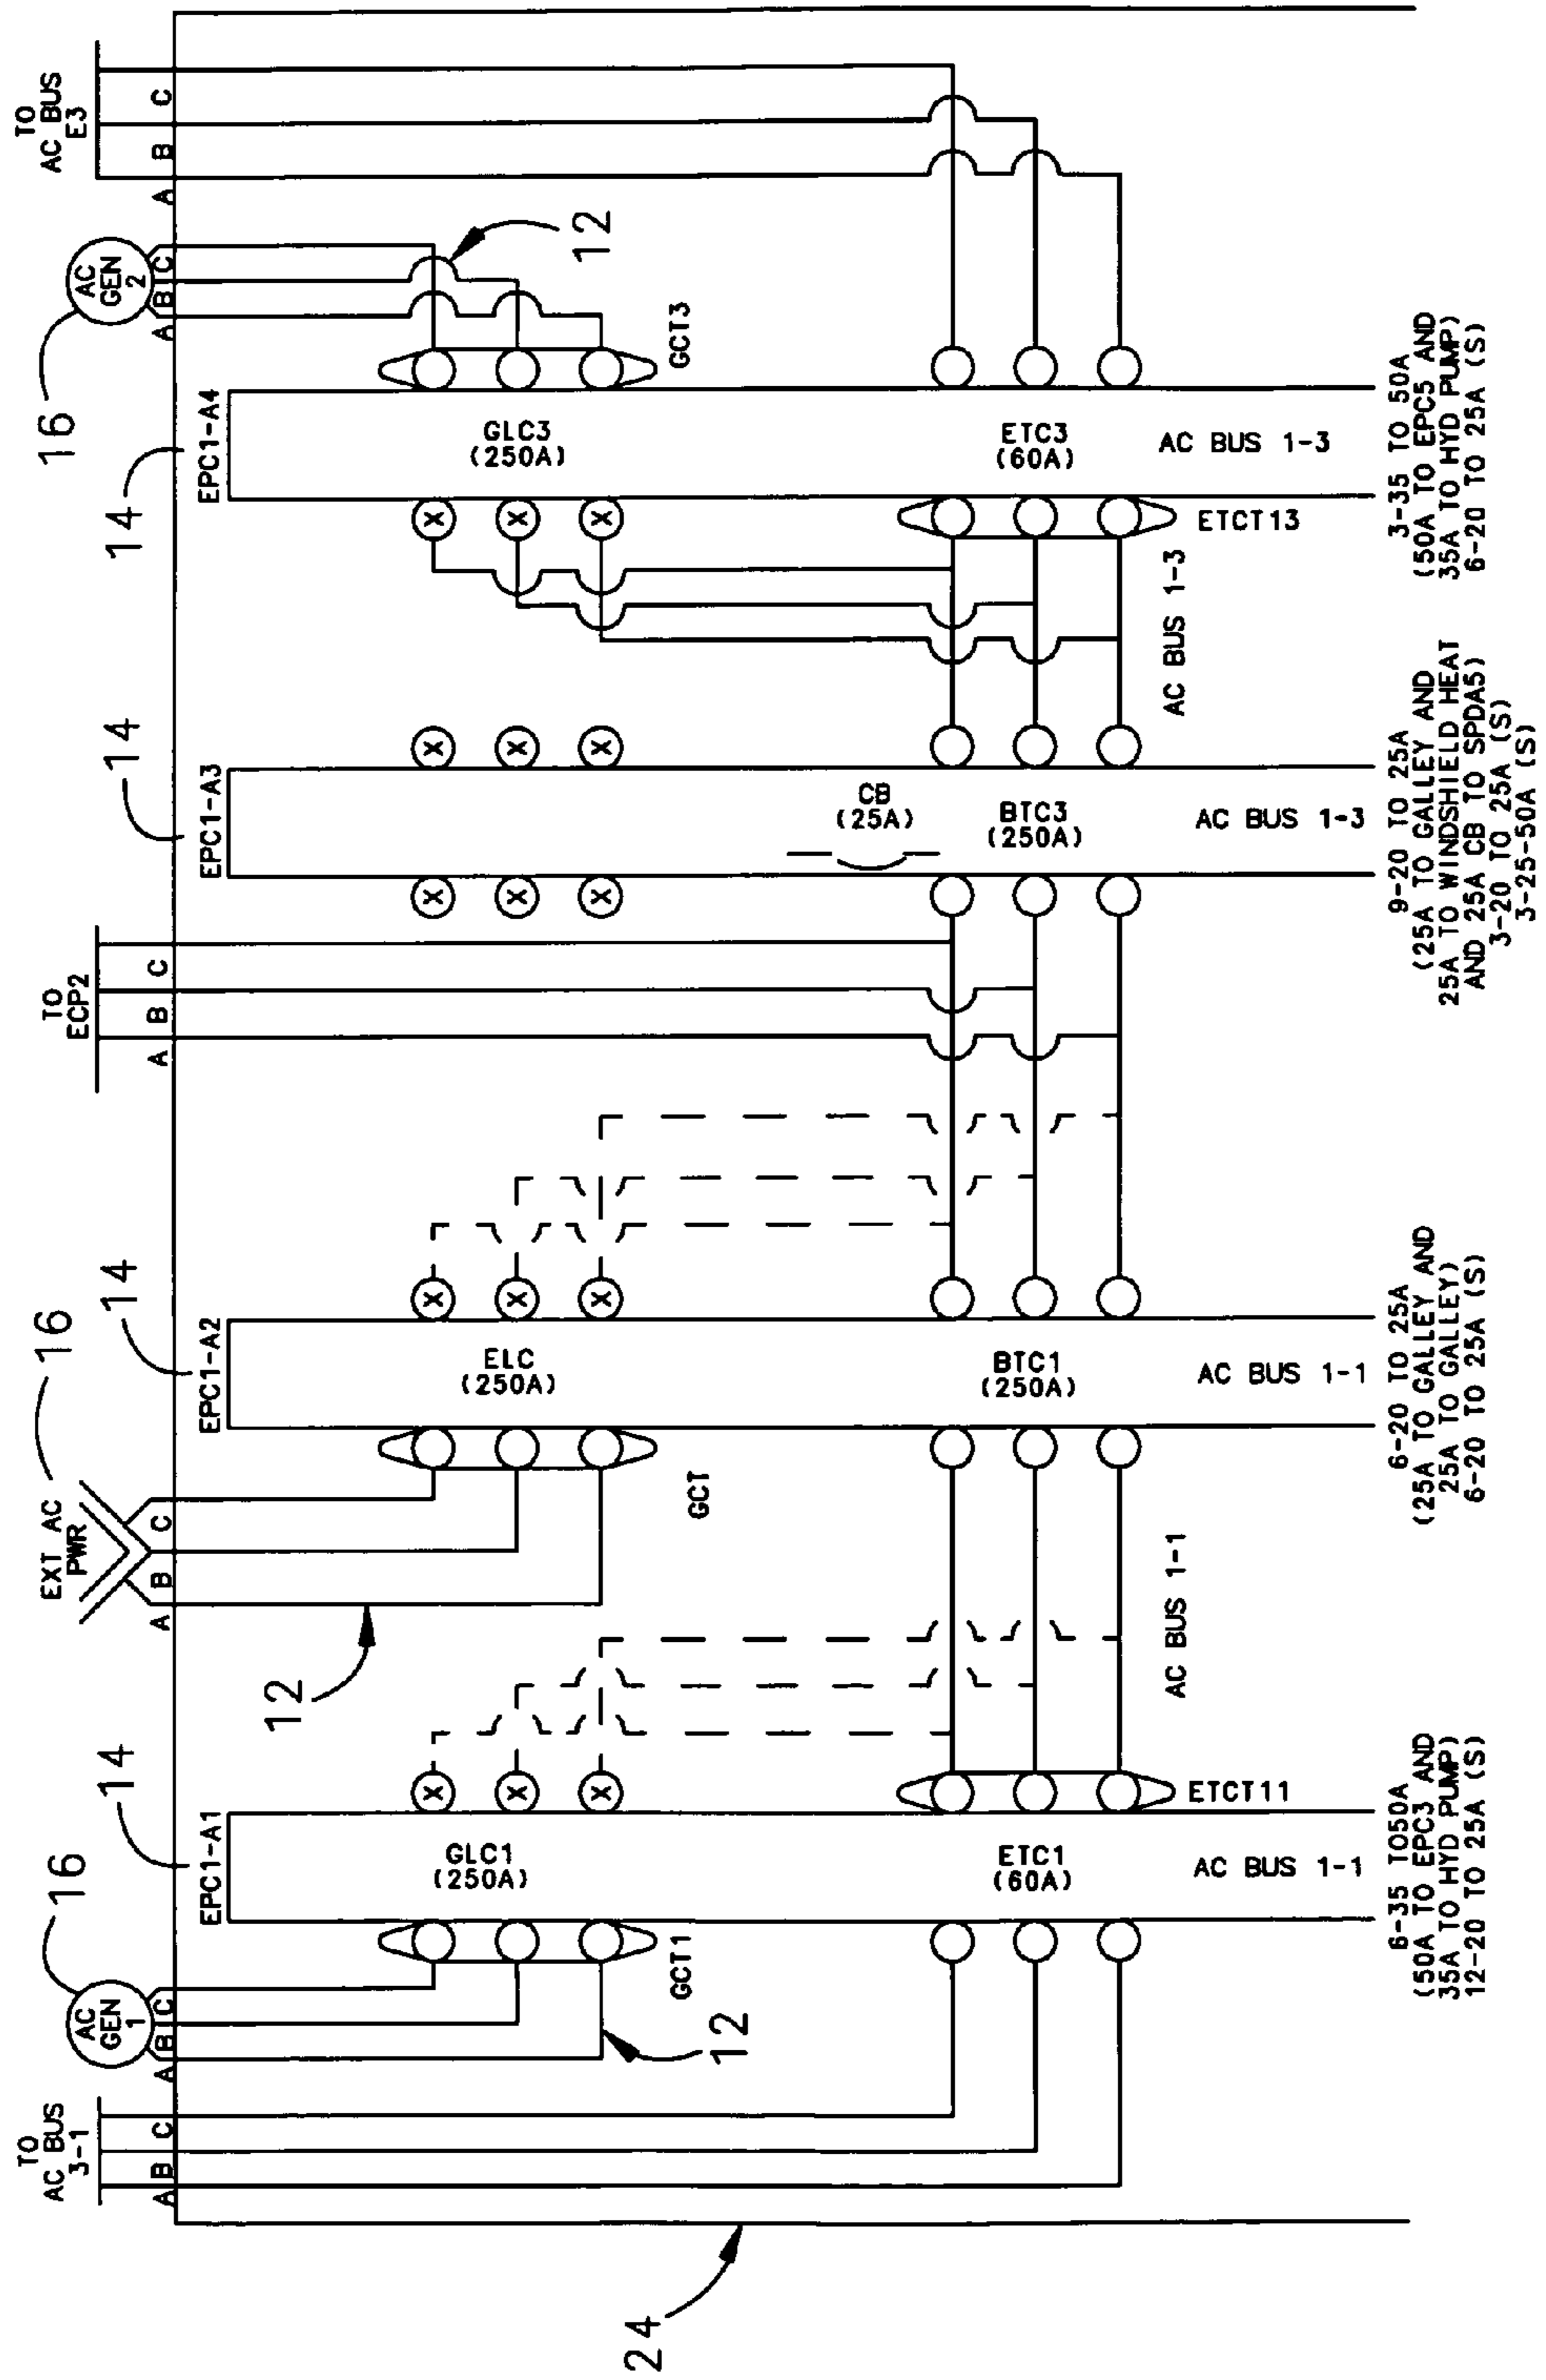 TO
AC BUS
3-1
A B C
16
AC
GEN
1
A B C
16
EXT AC
PWR
A B C
TO
ECP2
A B C
16
AC
GEN
2
A B C
TO
AC BUS
E3
A B C
14
EPC1-A1
14
EPC1-A2
14
EPC1-A3
14
EPC1-A4
12
12
GLC1
(250A)
X
X
X
ELC
(250A)
X
X
X
X
X
X
X
X
X
X
X
X
GLC3
(250A)
GCT1
12
GCT
GCT3
24
CB
(25A)
ETC1
(60A)
BTC1
(250A)
BTC3
(250A)
ETC3
(60A)
ETCT11
AC BUS 1-1
AC BUS 1-3
ETCT13
AC BUS 1-1
AC BUS 1-1
AC BUS 1-3
AC BUS 1-3
6-35 TO50A
(50A TO EPC3 AND
35A TO HYD PUMP)
12-20 TO 25A (S)
6-20 TO 25A
(25A TO GALLEY AND
25A TO GALLEY)
6-20 TO 25A (S)
9-20 TO 25A
(25A TO GALLEY AND
25A TO WINDSHIELD HEAT
AND 25A CB TO SPDA5)
3-20 TO 25A (S)
3-25-50A (S)
3-35 TO 50A
(50A TO EPC5 AND
35A TO HYD PUMP)
6-20 TO 25A (S)